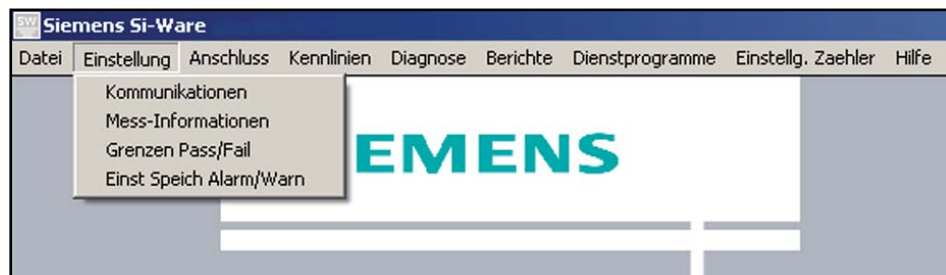 SW Siemens Si-Ware
Datei Einstellung Anschluss Kennlinien Diagnose Berichte Dienstprogramme Einstellg. Zaehler Hilfe
Kommunikationen
Mess-Informationen
Grenzen Pass/Fail
Einst Speich Alarm/Warn
EMENS